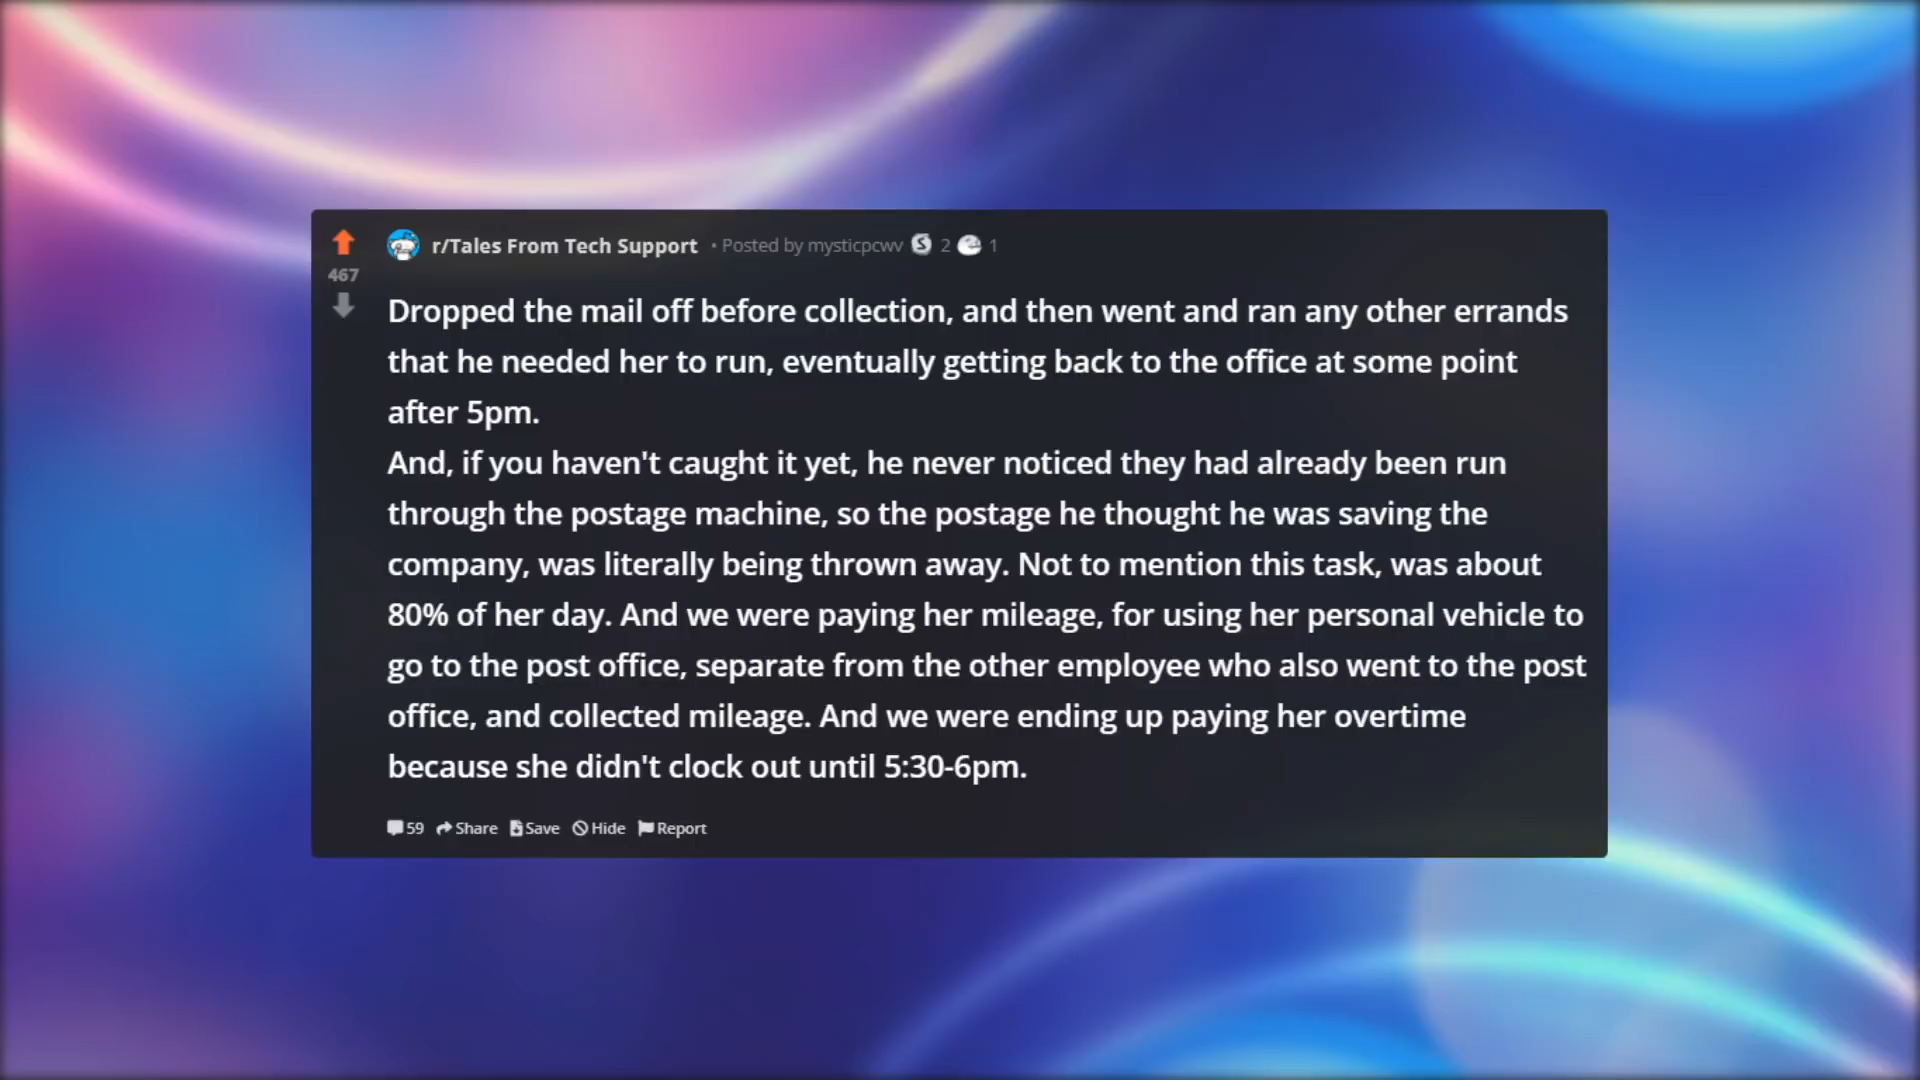 r/Tales From Tech Support • Posted by mysticpcwv 2 1
467
Dropped the mail off before collection, and then went and ran any other errands
that he needed her to run, eventually getting back to the office at some point
after 5pm.
And, if you haven't caught it yet, he never noticed they had already been run
through the postage machine, so the postage he thought he was saving the
company, was literally being thrown away. Not to mention this task, was about
80% of her day. And we were paying her mileage, for using her personal vehicle to
go to the post office, separate from the other employee who also went to the post
office, and collected mileage. And we were ending up paying her overtime
because she didn't clock out until 5:30-6pm.
59 Share Save Hide Report